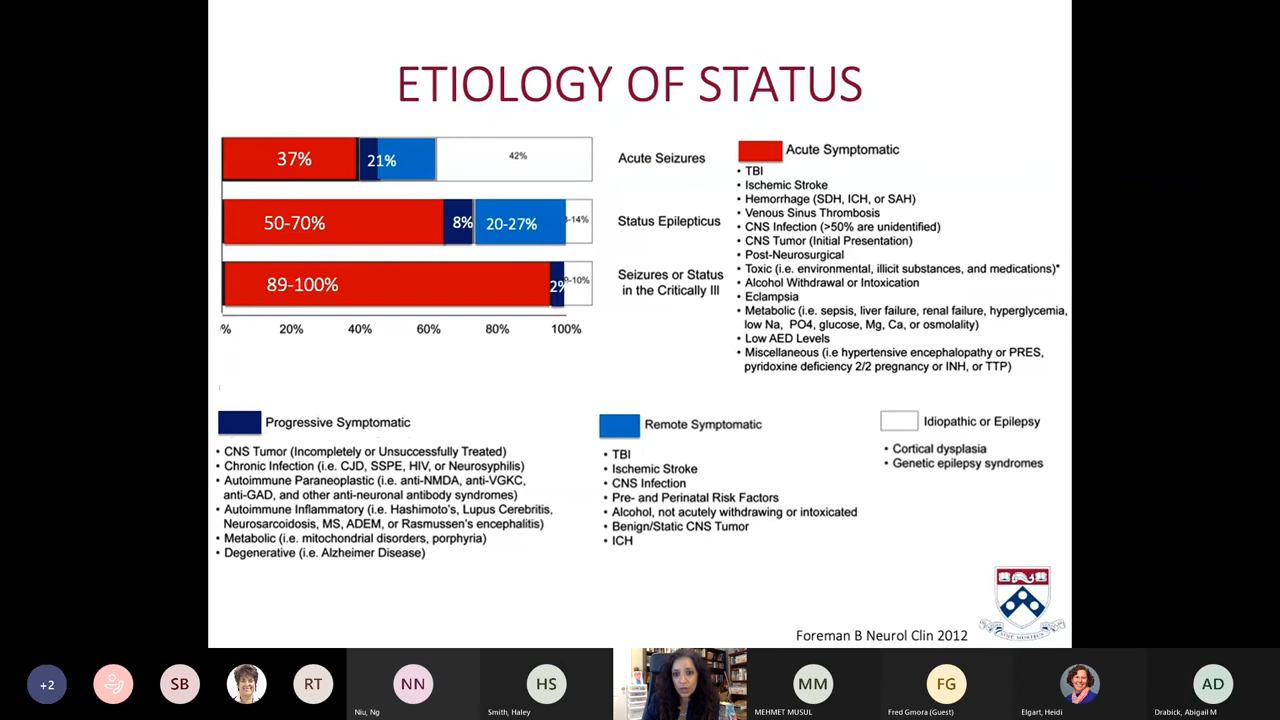 ETIOLOGY OF STATUS
37%
21%
42%
Acute Seizures
50-70%
8%
20-27%
-14%
Status Epilepticus
89-100%
2%
-10%
Seizures or Status
in the Critically Ill
%
20%
40%
60%
80%
100%
Acute Symptomatic
• TBI
• Ischemic Stroke
• Hemorrhage (SDH, ICH, or SAH)
• Venous Sinus Thrombosis
• CNS Infection (>50% are unidentified)
• CNS Tumor (Initial Presentation)
• Post-Neurosurgical
• Toxic (i.e. environmental, illicit substances, and medications)*
• Alcohol Withdrawal or Intoxication
• Eclampsia
• Metabolic (i.e. sepsis, liver failure, renal failure, hyperglycemia,
low Na, PO4, glucose, Mg, Ca, or osmolality)
• Low AED Levels
• Miscellaneous (i.e hypertensive encephalopathy or PRES,
pyridoxine deficiency 2/2 pregnancy or INH, or TTP)
Progressive Symptomatic
• CNS Tumor (Incompletely or Unsuccessfully Treated)
• Chronic Infection (i.e. CJD, SSPE, HIV, or Neurosyphilis)
• Autoimmune Paraneoplastic (i.e. anti-NMDA, anti-VGKC,
anti-GAD, and other anti-neuronal antibody syndromes)
• Autoimmune Inflammatory (i.e. Hashimoto's, Lupus Cerebritis,
Neurosarcoidosis, MS, ADEM, or Rasmussen's encephalitis)
• Metabolic (i.e. mitochondrial disorders, porphyria)
• Degenerative (i.e. Alzheimer Disease)
Remote Symptomatic
• TBI
• Ischemic Stroke
• CNS Infection
• Pre- and Perinatal Risk Factors
• Alcohol, not acutely withdrawing or intoxicated
• Benign/Static CNS Tumor
• ICH
Idiopathic or Epilepsy
• Cortical dysplasia
• Genetic epilepsy syndromes
Foreman B Neurol Clin 2012
+2
SB
RT
NN
Niu, Ng
HS
Smith, Haley
MM
MEHMET MUSUL
FG
Fred Gmora (Guest)
Elgart, Heidi
AD
Drabick, Abigail M